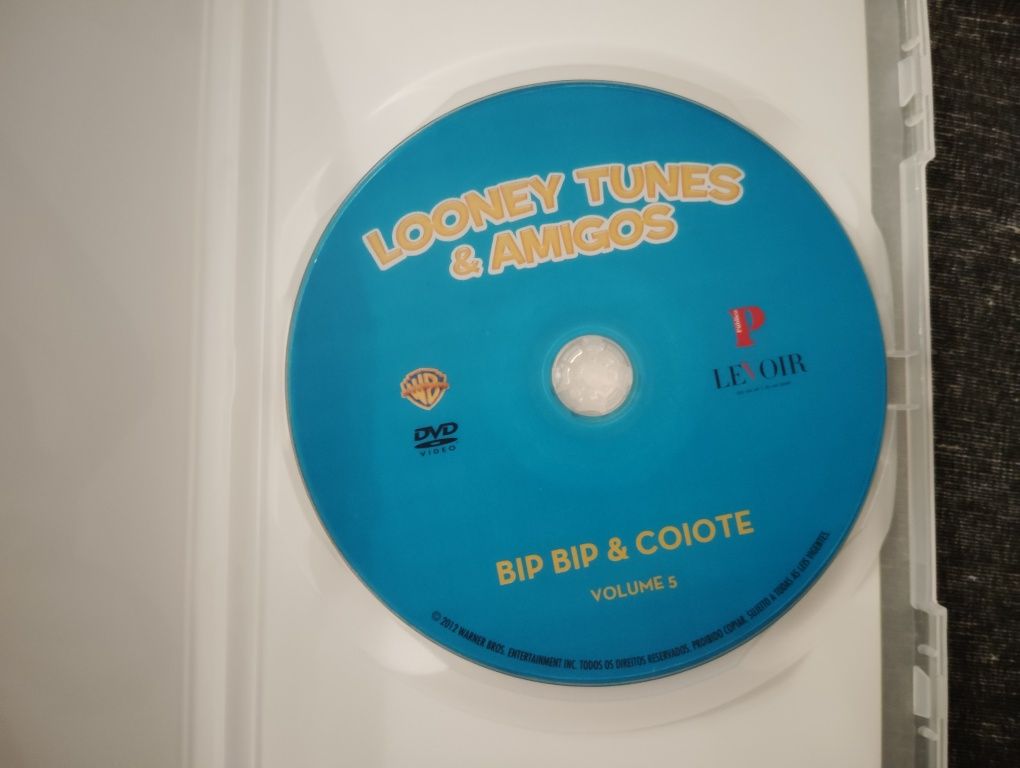 LOONEY TUNES
& AMIGOS
Público
P
LEVOIR
WB
DVD
VIDEO
BIP BIP & COIOTE
VOLUME 5
© 2012 WARNER BROS. ENTERTAINMENT INC. TODOS OS DIREITOS RESERVADOS. PROIBIDO COPIAR. SUJEITO A TODAS AS LEIS VIGENTES.